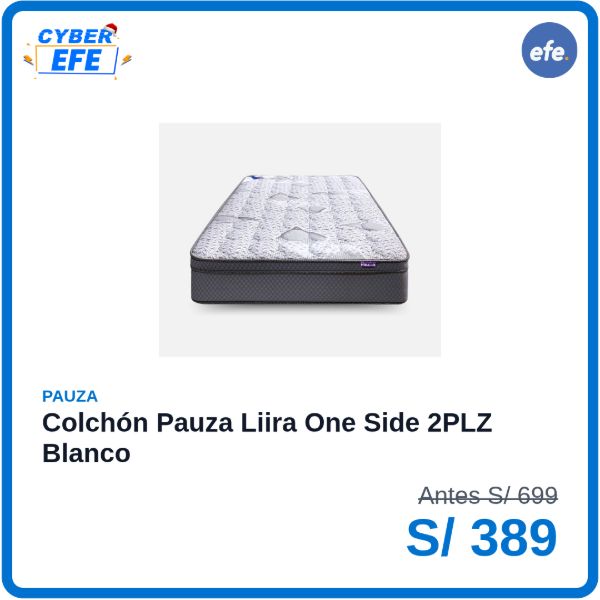 CYBER
EFE
efe.
PAUZA
Colchón Pauza Liira One Side 2PLZ
Blanco
Antes S/ 699
S/ 389